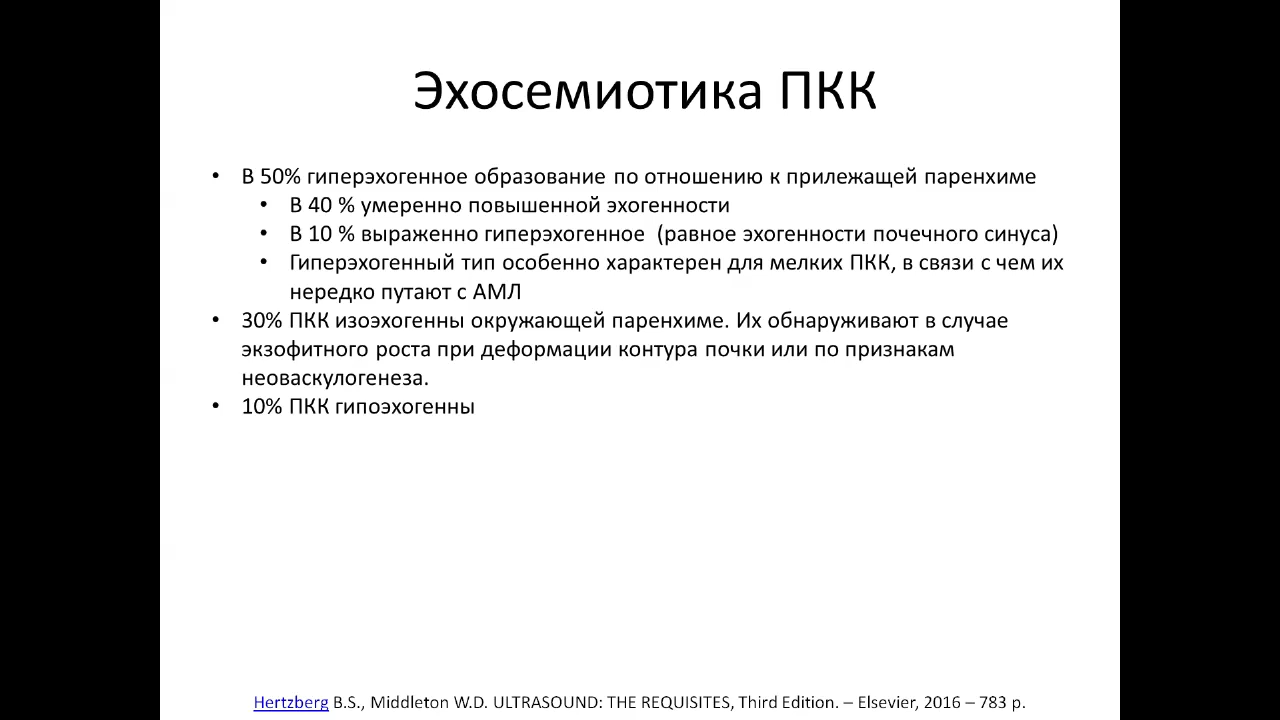 Эхосемиотика ПКК
• В 50% гиперэхогенное образование по отношению к прилежащей паренхиме
• В 40 % умеренно повышенной эхогенности
• В 10 % выраженно гиперэхогенное (равное эхогенности почечного синуса)
• Гиперэхогенный тип особенно характерен для мелких ПКК, в связи с чем их
нередко путают с АМЛ
• 30% ПКК изоэхогенны окружающей паренхиме. Их обнаруживают в случае
экзофитного роста при деформации контура почки или по признакам
неоваскулогенеза.
• 10% ПКК гипоэхогенны
Hertzberg B.S., Middleton W.D. ULTRASOUND: THE REQUISITES, Third Edition. – Elsevier, 2016 – 783 p.